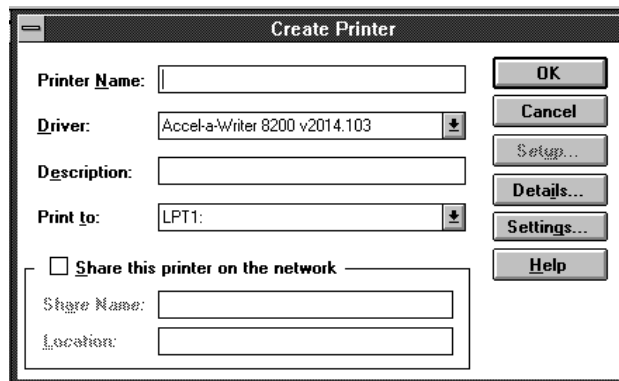 Create Printer
Printer Name:
OK
Driver: Accel-a-Writer 8200 v2014.103
Cancel
Setup...
Description:
Details...
Print to: LPT1:
Settings...
Share this printer on the network
Help
Share Name:
Location: